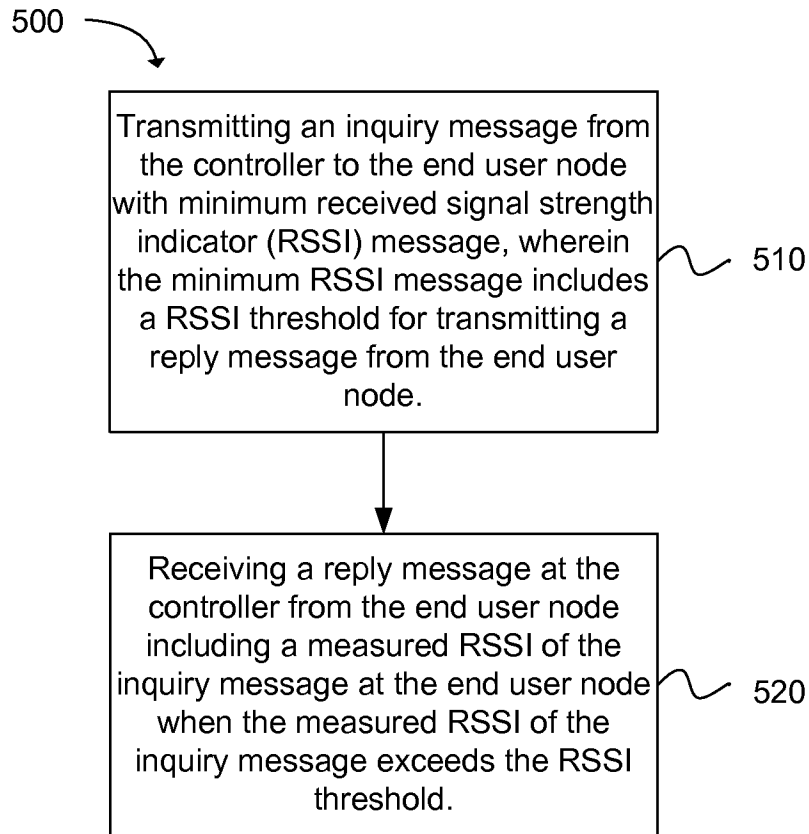 500
Transmitting an inquiry message from
the controller to the end user node
with minimum received signal strength
indicator (RSSI) message, wherein
the minimum RSSI message includes
a RSSI threshold for transmitting a
reply message from the end user
node.
510
Receiving a reply message at the
controller from the end user node
including a measured RSSI of the
inquiry message at the end user node
when the measured RSSI of the
inquiry message exceeds the RSSI
threshold.
520